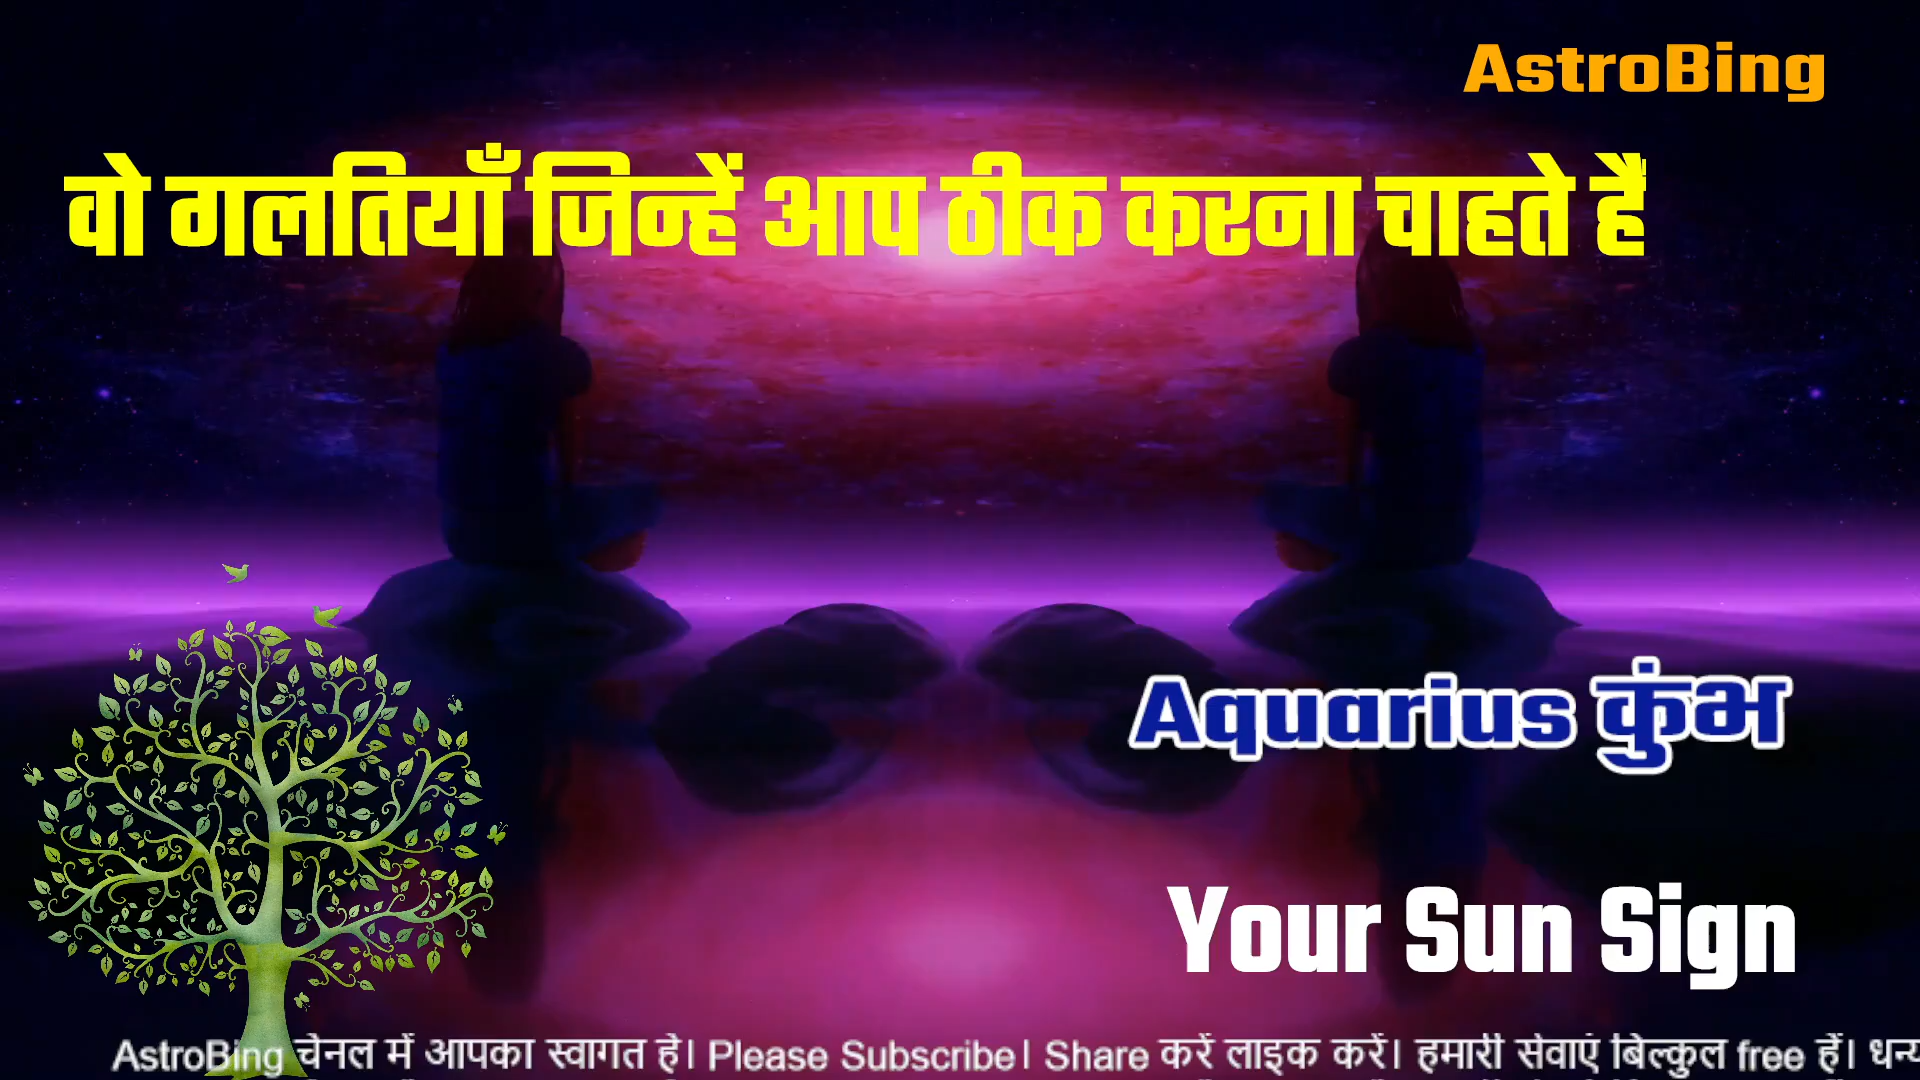 AstroBing
वो गलतियाँ जिन्हें आप ठीक करना चाहते हैं
Aquarius कुंभ
Your Sun Sign
AstroBing चेनल में आपका स्वागत हे। Please Subscribe। Share करें लाइक करें। हमारी सेवाएं बिल्कुल free हें।